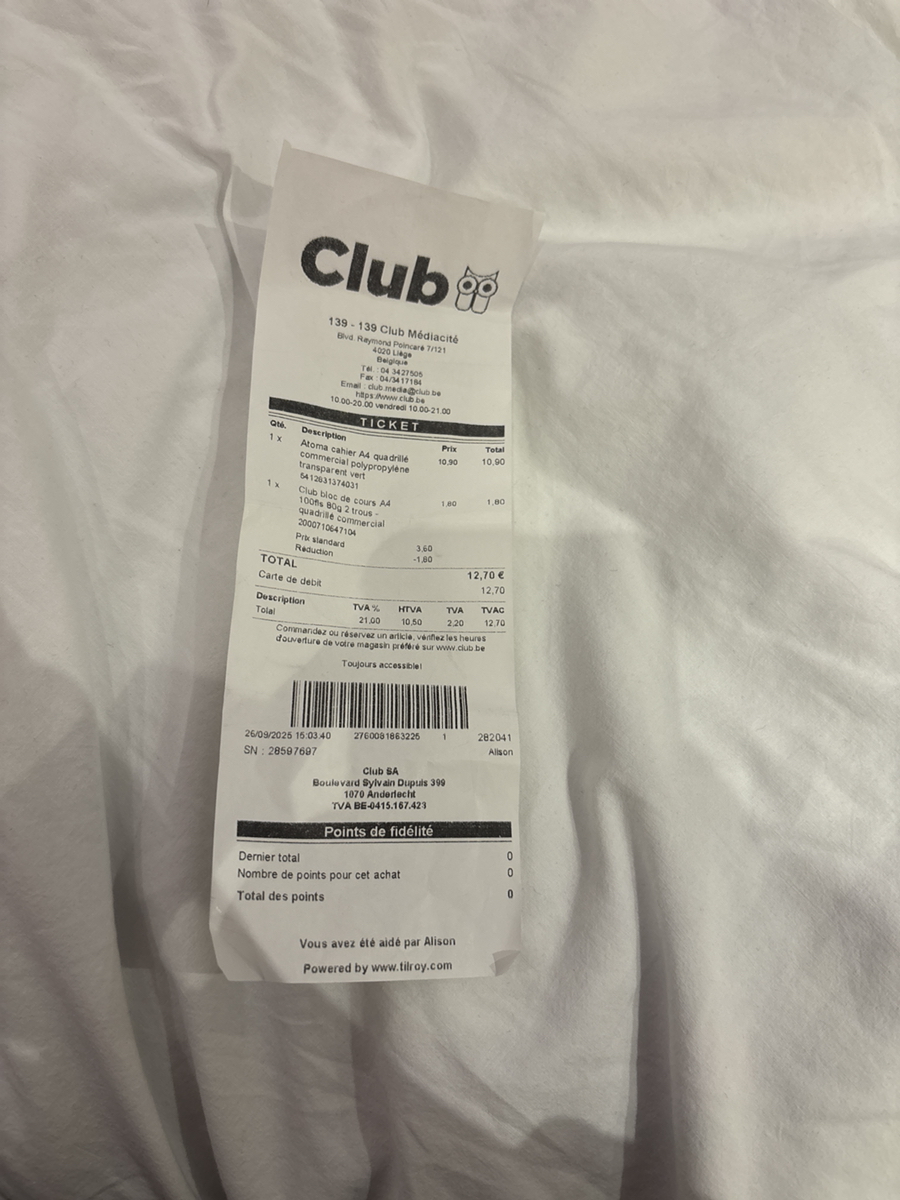 Club
139 - 139 Club Médiacité
Blvd. Raymond Poincaré 7/121
4020 Liège
Belgique
Tél. : 04 3427505
Fax : 04/3417184
Email : club.media@club.be
https://www.club.be
10.00-20.00 vendredi 10.00-21.00
TICKET
Qté. Description Prix Total
1 x Atoma cahier A4 quadrillé 10,90 10,90
commercial polypropylène
transparent vert
5412831374031
1 x Club bloc de cours A4 1,80 1,80
100fls 80g 2 trous -
quadrillé commercial
2000710647104
Prix standard 3,60
Réduction -1,80
TOTAL 12,70 €
Carte de débit 12,70
Description TVA % HTVA TVA TVAC
Total 21,00 10,50 2,20 12,70
Commandez ou réservez un article, vérifiez les heures
d'ouverture de votre magasin préféré sur www.club.be
Toujours accessible!
26/09/2025 15:03:40 2760091863225 1 282041
SN : 28597697 Alison
Club SA
Boulevard Sylvain Dupuis 399
1070 Anderlecht
TVA BE-0415.167.423
Points de fidélité
Dernier total 0
Nombre de points pour cet achat 0
Total des points 0
Vous avez été aidé par Alison
Powered by www.tilroy.com